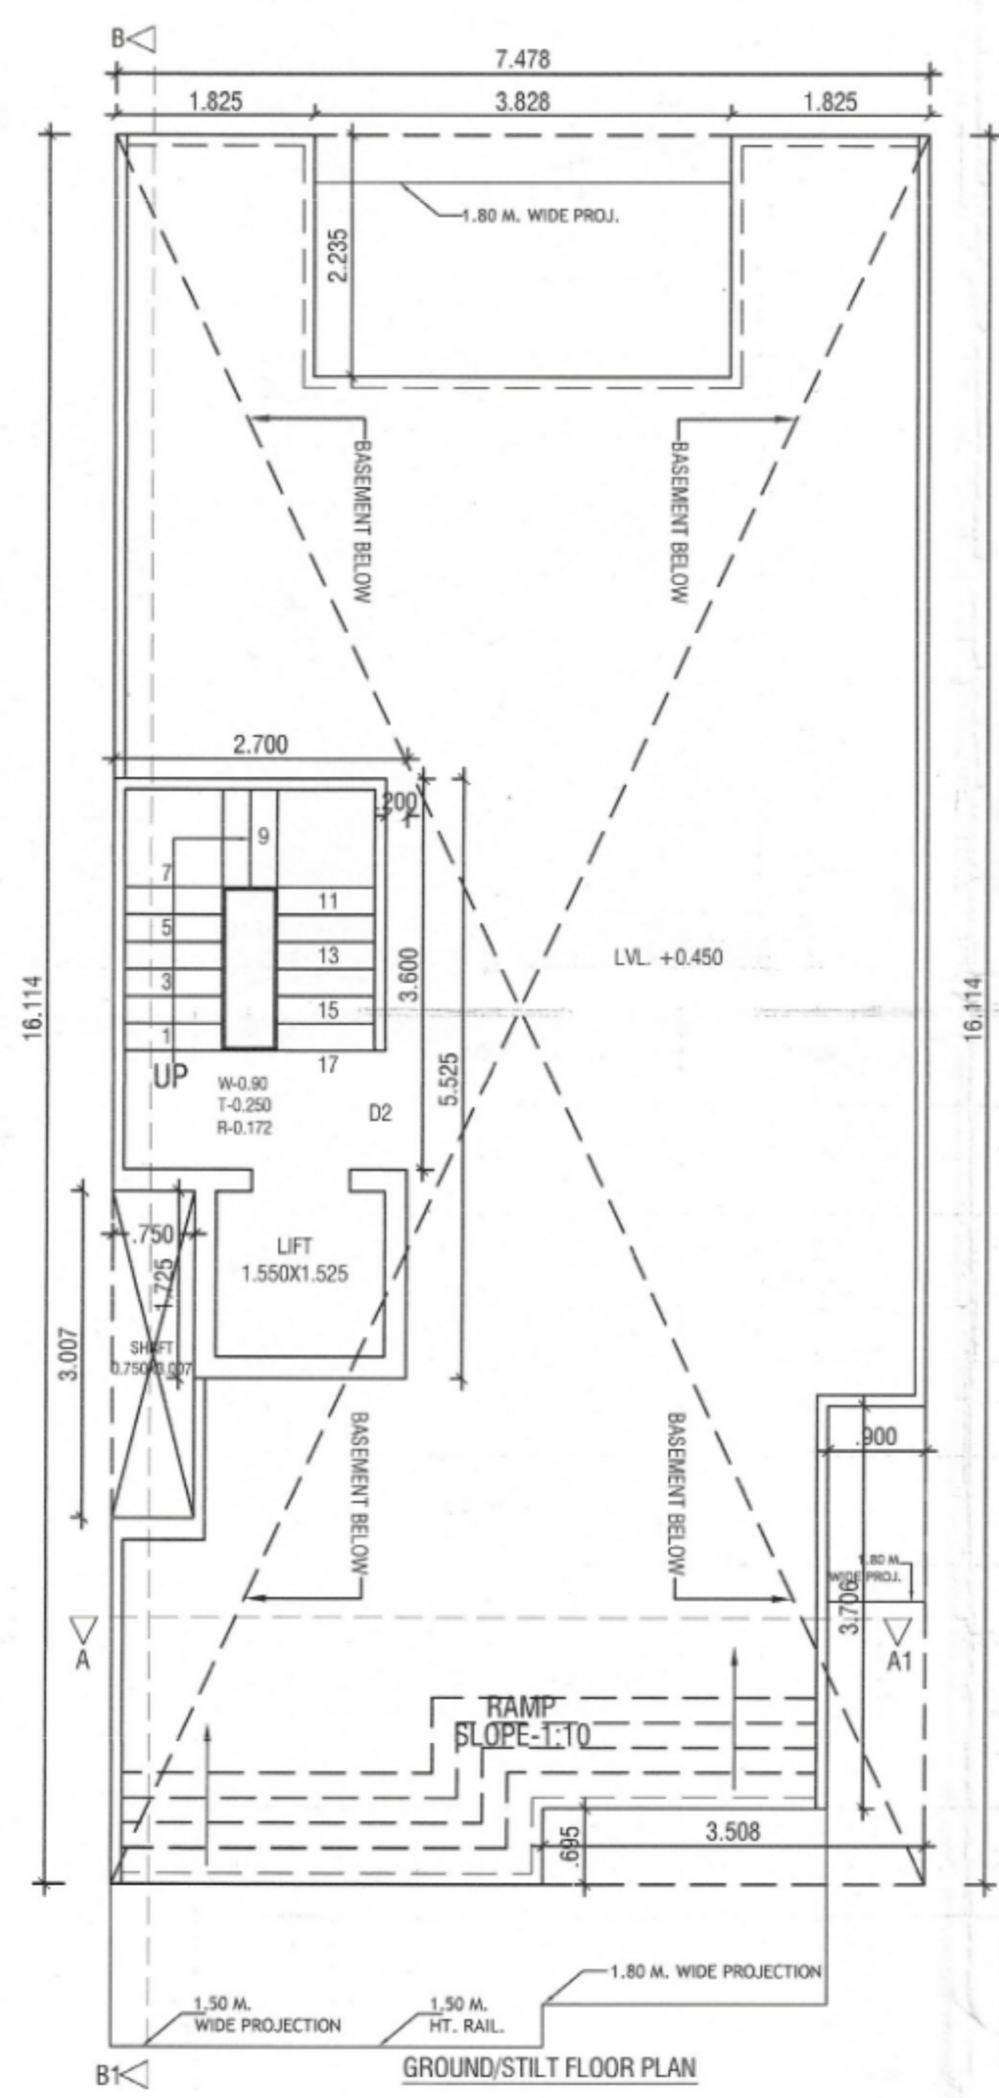 B
7.478
1.825
3.828
1.825
1.80 M. WIDE PROJ.
2.235
BASEMENT BELOW
BASEMENT BELOW
2.700
.200
9
7
11
5
13
3
15
1
17
UP
W-0.90
T-0.250
R-0.172
D2
3.600
5.525
LVL. +0.450
16.114
16.114
.750
1.725
LIFT
1.550X1.525
SHAFT
0.750X3.007
3.007
BASEMENT BELOW
BASEMENT BELOW
.900
1.80 M.
WIDE PROJ.
3.706
A
A1
RAMP
SLOPE-1:10
.695
3.508
1.80 M. WIDE PROJECTION
1.50 M.
WIDE PROJECTION
1.50 M.
HT. RAIL.
B1
GROUND/STILT FLOOR PLAN